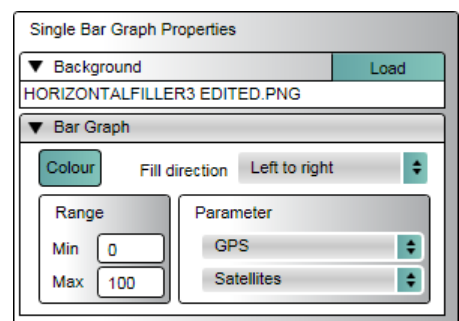 Single Bar Graph Properties
Background Load
HORIZONTALFILLER3 EDITED.PNG
Bar Graph
Colour Fill direction Left to right
Range Parameter
Min 0 GPS
Max 100 Satellites